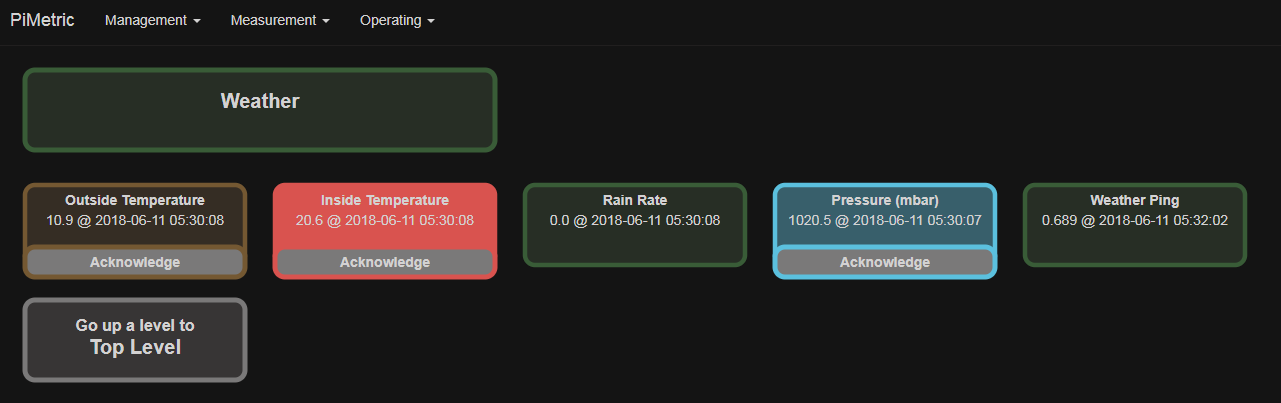 PiMetric Management Measurement Operating
Weather
Outside Temperature
10.9 @ 2018-06-11 05:30:08
Acknowledge
Inside Temperature
20.6 @ 2018-06-11 05:30:08
Acknowledge
Rain Rate
0.0 @ 2018-06-11 05:30:08
Pressure (mbar)
1020.5 @ 2018-06-11 05:30:07
Acknowledge
Weather Ping
0.689 @ 2018-06-11 05:32:02
Go up a level to
Top Level